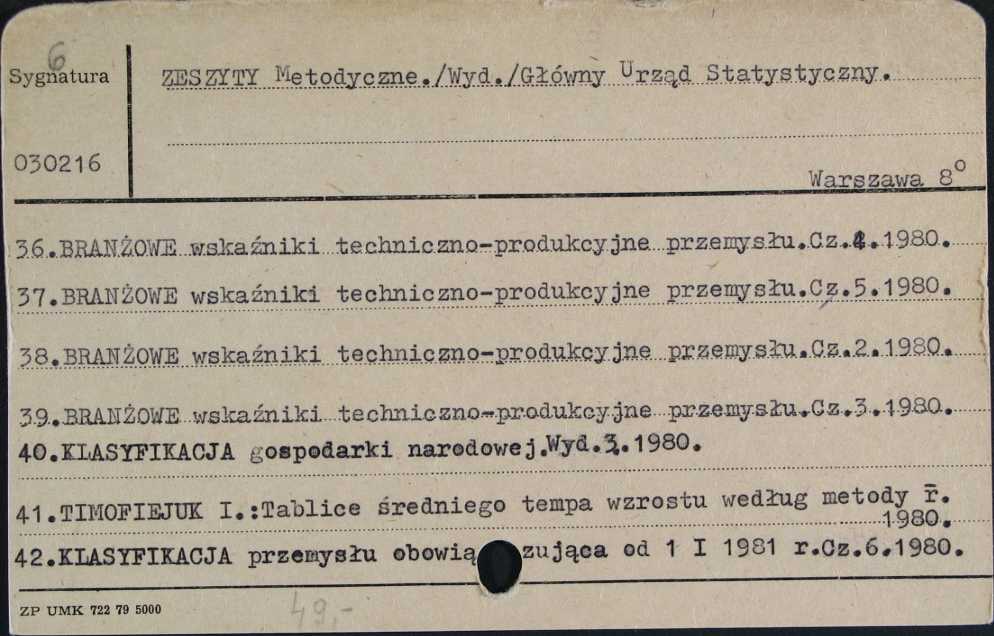 6
Sygnatura
ZESZYTY Metodyczne./Wyd./Główny Urząd Statystyczny.
030216
Warszawa 8⁰
36.BRANŻOWE wskaźniki techniczno-produkcyjne przemysłu.Cz.4.1980.
37.BRANŻOWE wskaźniki techniczno-produkcyjne przemysłu.Cz.5.1980.
38.BRANŻOWE wskaźniki techniczno-produkcyjne przemysłu.Cz.2.1980.
39.BRANŻOWE wskaźniki techniczno-produkcyjne przemysłu.Cz.3.1980.
40.KLASYFIKACJA gospodarki narodowej.Wyd.3.1980.
41.TIMOFIEJUK I.:Tablice średniego tempa wzrostu według metody r̄.
1980.
42.KLASYFIKACJA przemysłu obowią zująca od 1 I 1981 r.Cz.6.1980.
ZP UMK 722 79 5000
49,-